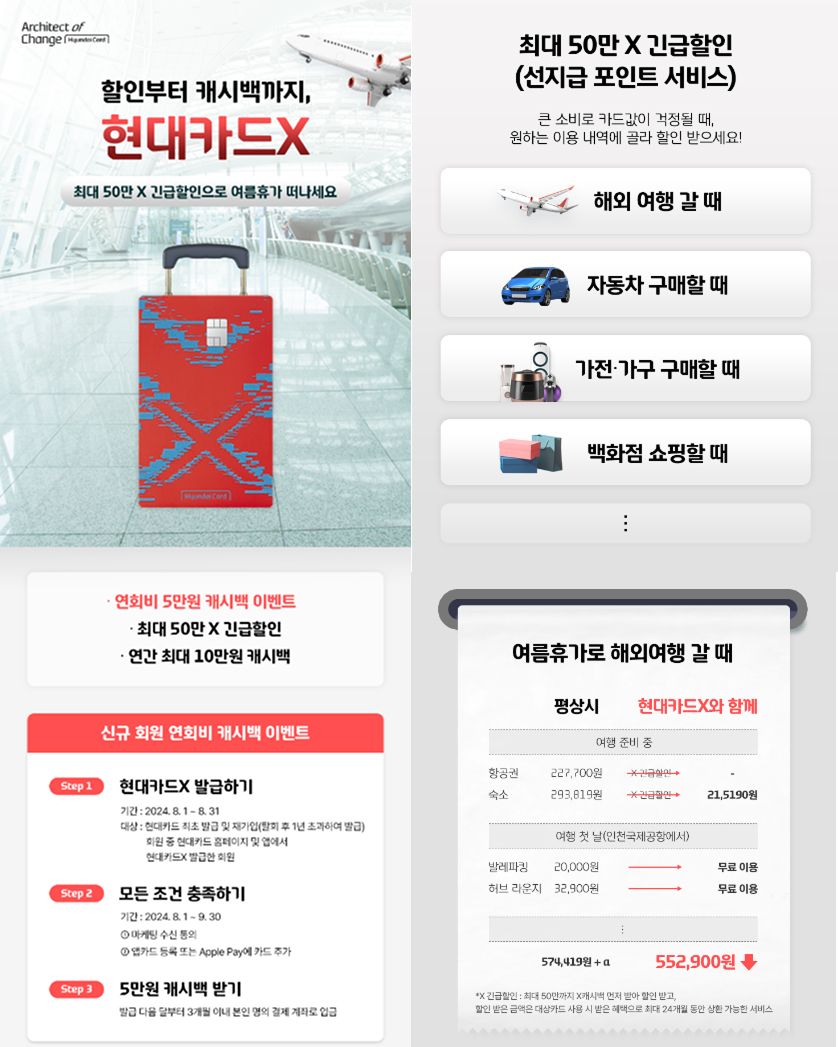 Architect of
Change Hyundai Card
할인부터 캐시백까지,
현대카드X
최대 50만 X 긴급할인으로 여름휴가 떠나세요
Hyundai Card
· 연회비 5만원 캐시백 이벤트
· 최대 50만 X 긴급할인
· 연간 최대 10만원 캐시백
신규 회원 연회비 캐시백 이벤트
Step 1 현대카드X 발급하기
기간 : 2024. 8. 1 ~ 8. 31
대상 : 현대카드 최초 발급 및 재가입(탈회 후 1년 초과하여 발급)
회원 중 현대카드 홈페이지 및 앱에서
현대카드X 발급한 회원
Step 2 모든 조건 충족하기
기간 : 2024. 8. 1 ~ 9. 30
① 마케팅 수신 동의
② 앱카드 등록 또는 Apple Pay에 카드 추가
Step 3 5만원 캐시백 받기
발급 다음 달부터 3개월 이내 본인 명의 결제 계좌로 입금
최대 50만 X 긴급할인
(선지급 포인트 서비스)
큰 소비로 카드값이 걱정될 때,
원하는 이용 내역에 골라 할인 받으세요!
해외 여행 갈 때
자동차 구매할 때
가전·가구 구매할 때
백화점 쇼핑할 때
⋮
여름휴가로 해외여행 갈 때
평상시 현대카드X와 함께
여행 준비 중
항공권 227,700원 X 긴급할인 -
숙소 293,819원 X 긴급할인 21,5190원
여행 첫 날(인천국제공항에서)
발레파킹 20,000원 무료 이용
허브 라운지 32,900원 무료 이용
⋮
574,419원 + α 552,900원
*X 긴급할인 : 최대 50만까지 X캐시백 먼저 받아 할인 받고,
할인 받은 금액은 대상카드 사용 시 받은 혜택으로 최대 24개월 동안 상환 가능한 서비스